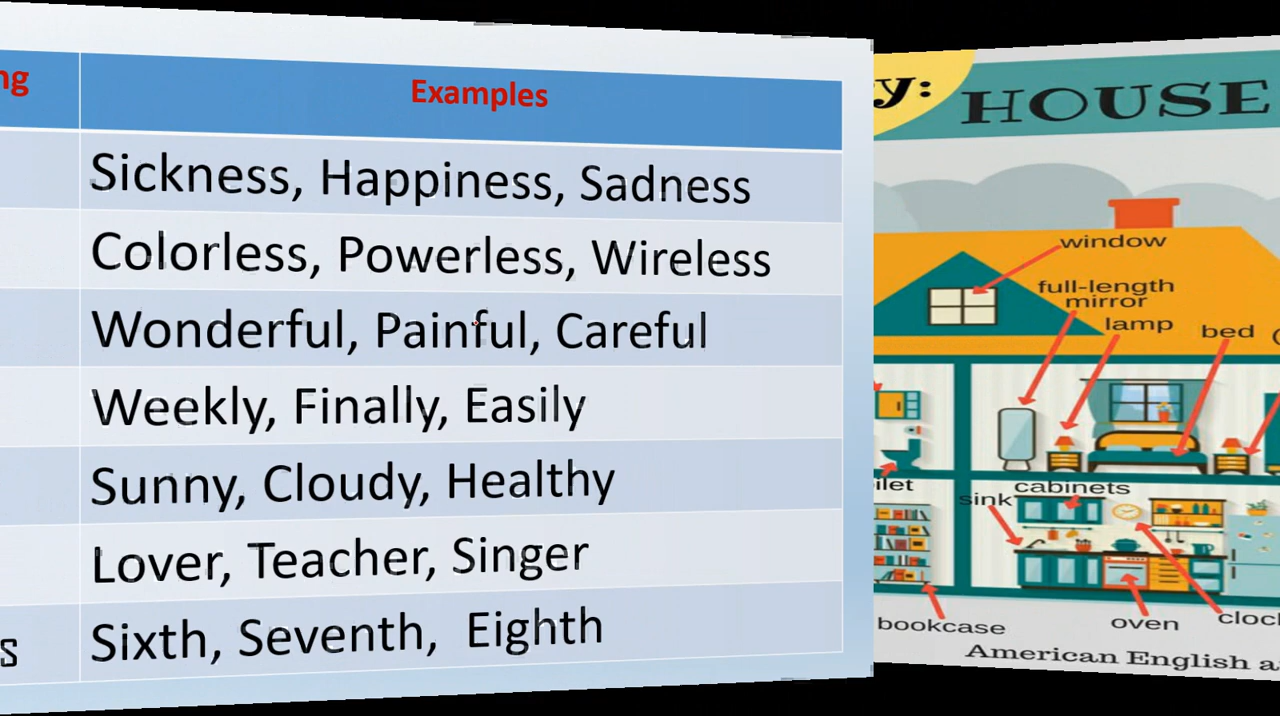 ng
Examples
Sickness, Happiness, Sadness
Colorless, Powerless, Wireless
Wonderful, Painful, Careful
Weekly, Finally, Easily
Sunny, Cloudy, Healthy
Lover, Teacher, Singer
Sixth, Seventh, Eighth
s
y: HOUSE
window
full-length
mirror
lamp
bed
ilet
cabinets
sink
bookcase
oven
clock
American English a